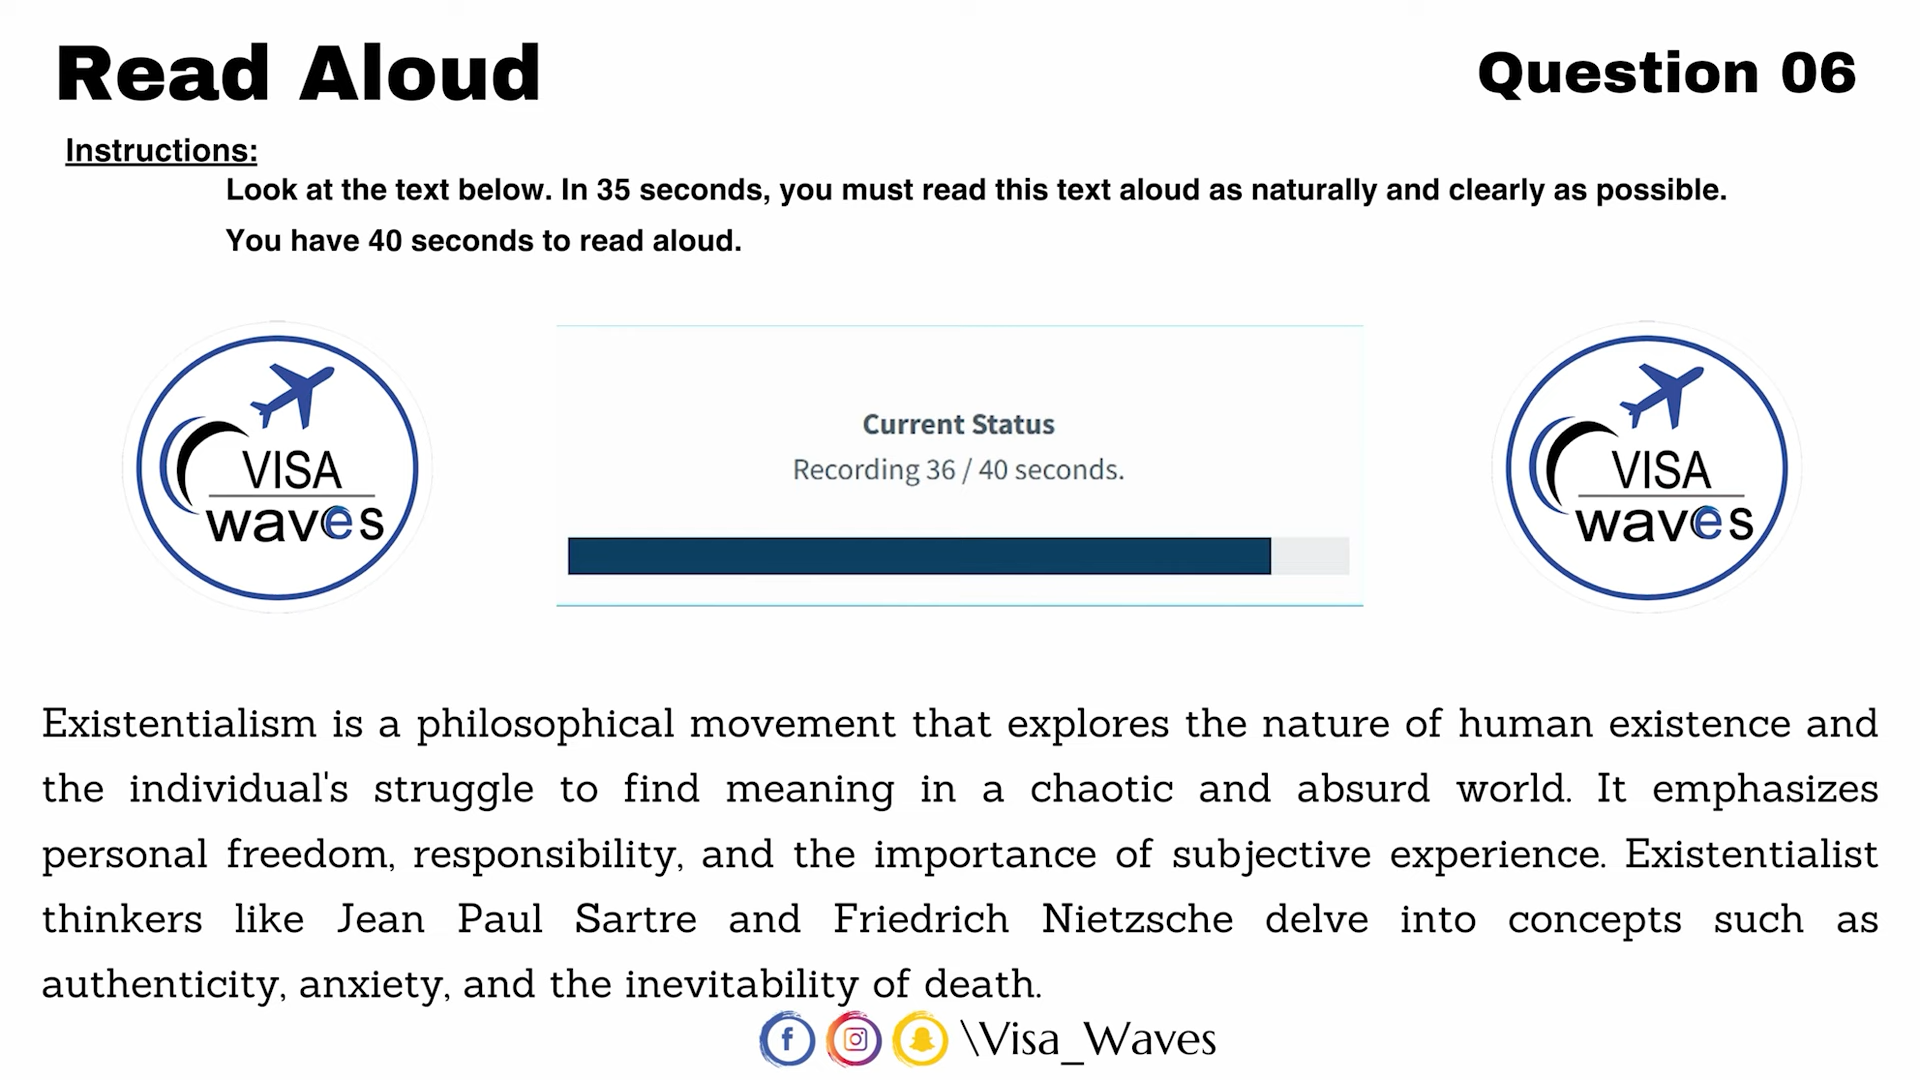 Read Aloud
Question 06
Instructions:
Look at the text below. In 35 seconds, you must read this text aloud as naturally and clearly as possible.
You have 40 seconds to read aloud.
VISA
waves
Current Status
Recording 36 / 40 seconds.
VISA
waves
Existentialism is a philosophical movement that explores the nature of human existence and
the individual's struggle to find meaning in a chaotic and absurd world. It emphasizes
personal freedom, responsibility, and the importance of subjective experience. Existentialist
thinkers like Jean Paul Sartre and Friedrich Nietzsche delve into concepts such as
authenticity, anxiety, and the inevitability of death.
\Visa_Waves